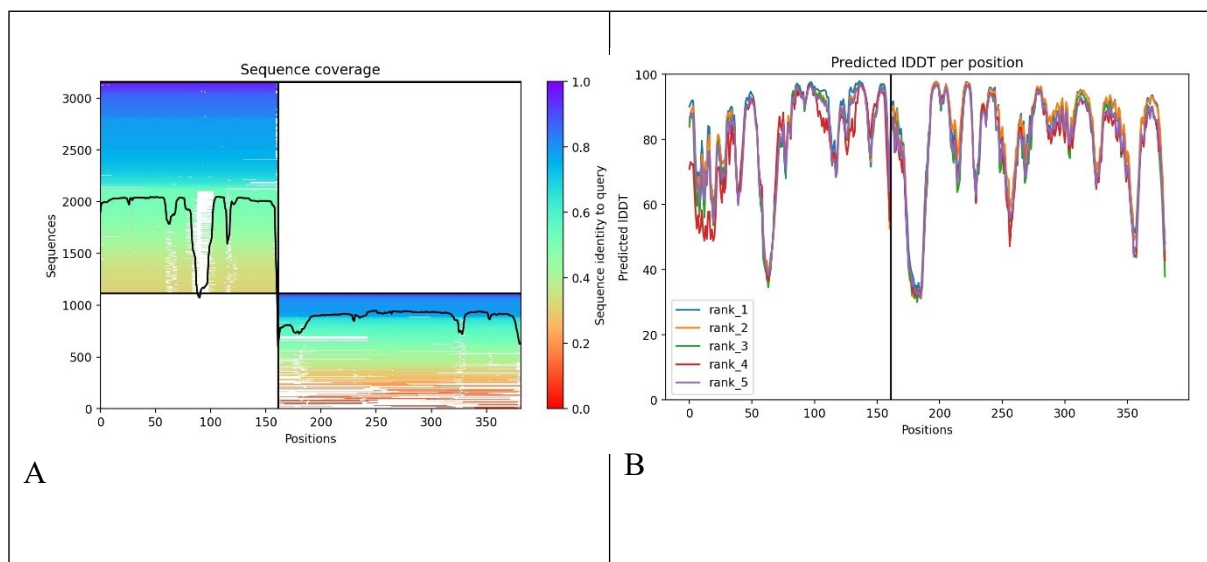 Sequence coverage
3000
2500
2000
1500
1000
500
0
Sequences
0 50 100 150 200 250 300 350
Positions
1.0
0.8
0.6
0.4
0.2
0.0
Sequence identity to query
A
Predicted lDDT per position
100
80
60
40
20
0
Predicted lDDT
rank_1
rank_2
rank_3
rank_4
rank_5
0 50 100 150 200 250 300 350
Positions
B